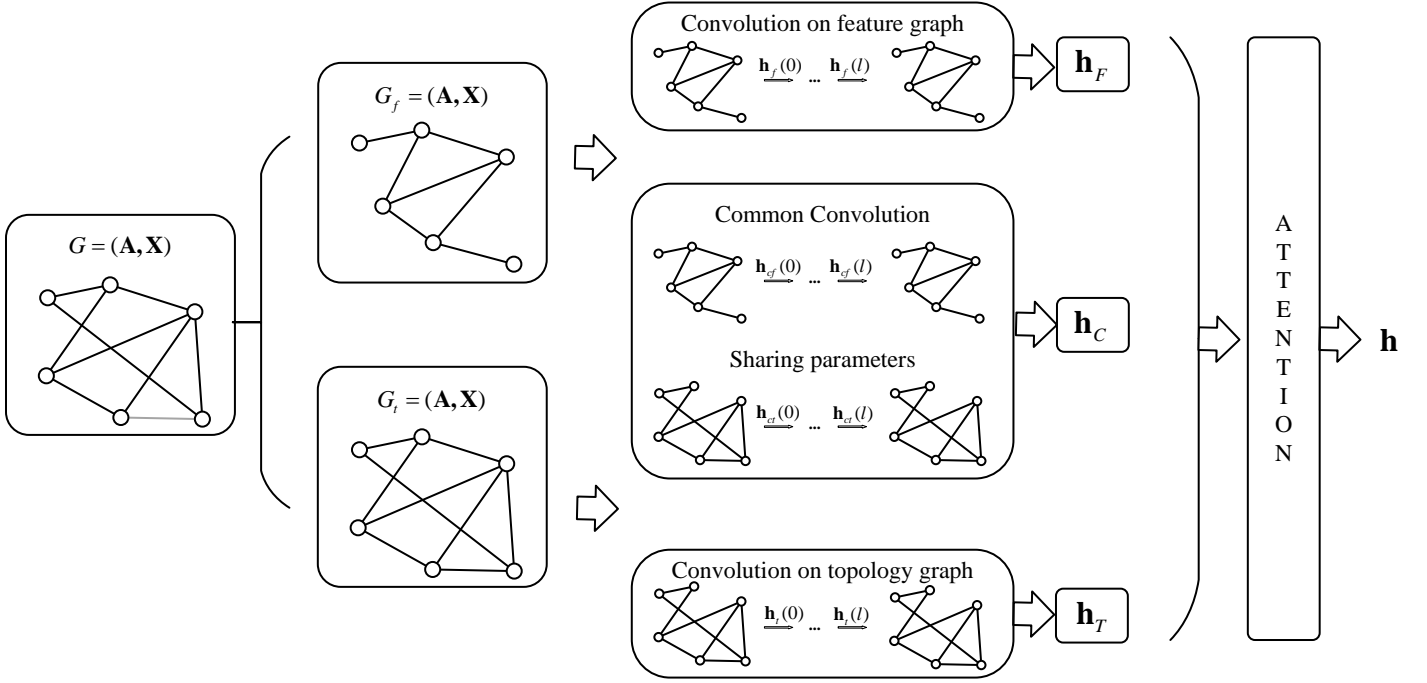 G = (A, X)
G_f = (A, X)
G_t = (A, X)
Convolution on feature graph
h_f(0) ... h_f(l)
Common Convolution
h_cf(0) ... h_cf(l)
Sharing parameters
h_ct(0) ... h_ct(l)
Convolution on topology graph
h_t(0) ... h_t(l)
h_F
h_C
h_T
A
T
T
E
N
T
I
O
N
h